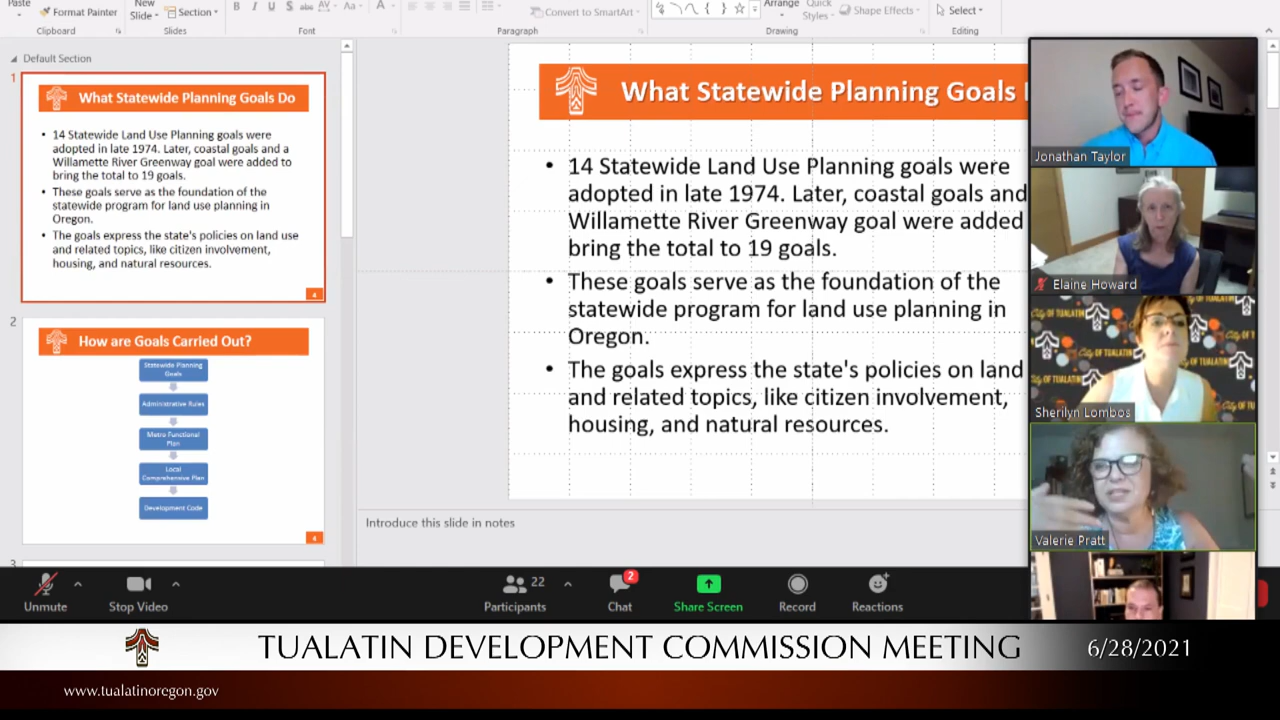 Paste
Format Painter
New
Slide
Section
B I U S abc AV Aa A
Convert to SmartArt
Arrange
Quick
Styles
Shape Effects
Select
Clipboard
Slides
Font
Paragraph
Drawing
Editing
Default Section
1
What Statewide Planning Goals Do
• 14 Statewide Land Use Planning goals were
adopted in late 1974. Later, coastal goals and a
Willamette River Greenway goal were added to
bring the total to 19 goals.
• These goals serve as the foundation of the
statewide program for land use planning in
Oregon.
• The goals express the state's policies on land use
and related topics, like citizen involvement,
housing, and natural resources.
4
2
How are Goals Carried Out?
Statewide Planning
Goals
Administrative Rules
Metro Functional
Plan
Local
Comprehensive Plan
Development Code
4
3
What Statewide Planning Goals
• 14 Statewide Land Use Planning goals were
adopted in late 1974. Later, coastal goals and
Willamette River Greenway goal were added
bring the total to 19 goals.
• These goals serve as the foundation of the
statewide program for land use planning in
Oregon.
• The goals express the state's policies on land
and related topics, like citizen involvement,
housing, and natural resources.
Introduce this slide in notes
Jonathan Taylor
Elaine Howard
City of Tualatin
Sherilyn Lombos
Valerie Pratt
Unmute
Stop Video
22
Participants
2
Chat
Share Screen
Record
Reactions
TUALATIN DEVELOPMENT COMMISSION MEETING
6/28/2021
www.tualatinoregon.gov